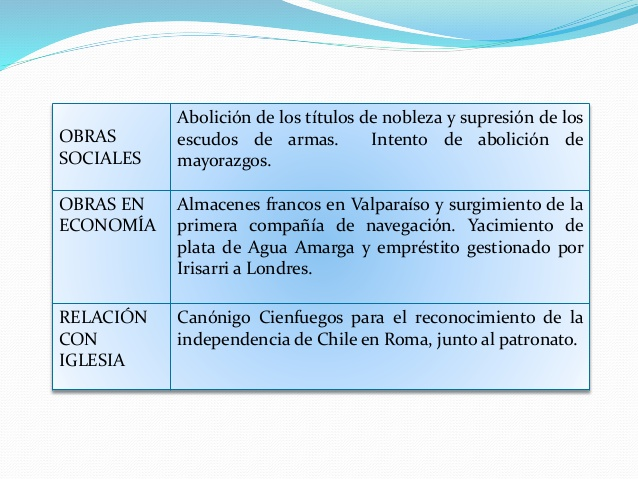 OBRAS
SOCIALES
Abolición de los títulos de nobleza y supresión de los
escudos de armas. Intento de abolición de
mayorazgos.
OBRAS EN
ECONOMÍA
Almacenes francos en Valparaíso y surgimiento de la
primera compañía de navegación. Yacimiento de
plata de Agua Amarga y empréstito gestionado por
Irisarri a Londres.
RELACIÓN
CON
IGLESIA
Canónigo Cienfuegos para el reconocimiento de la
independencia de Chile en Roma, junto al patronato.